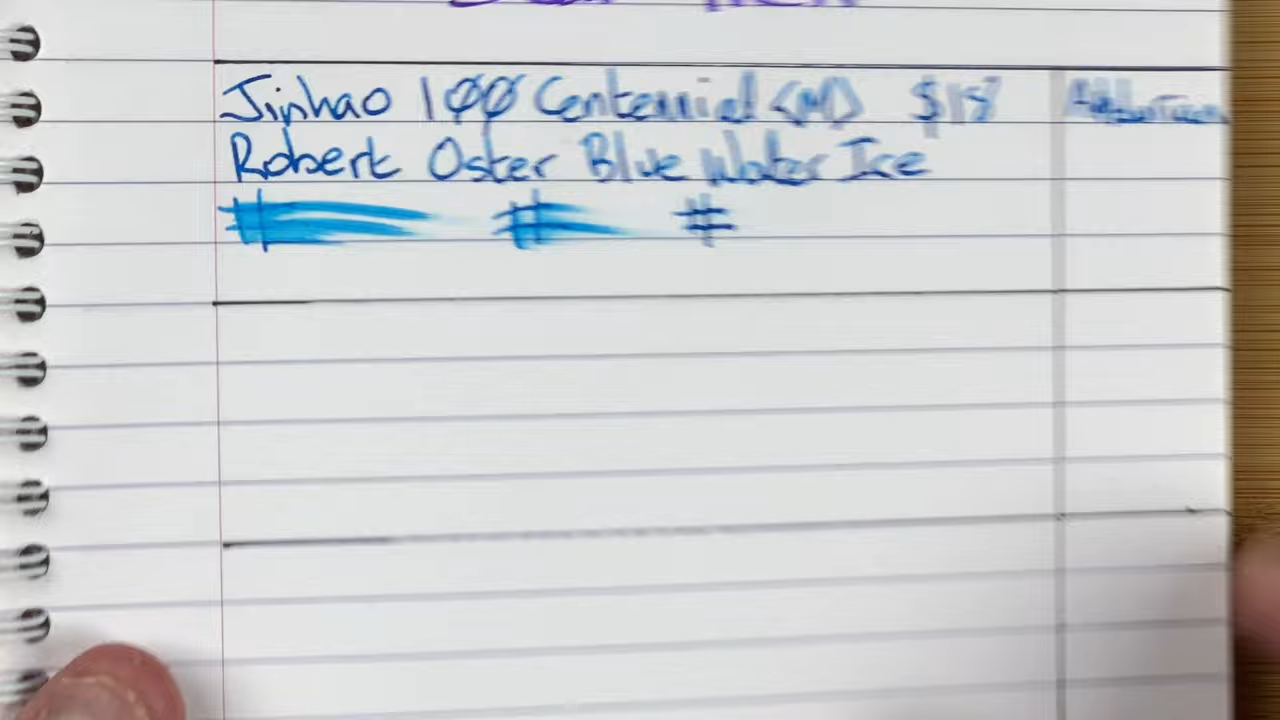 Jinhao 100 Centennial (M) $18
Robert Oster Blue Water Ice
# # #